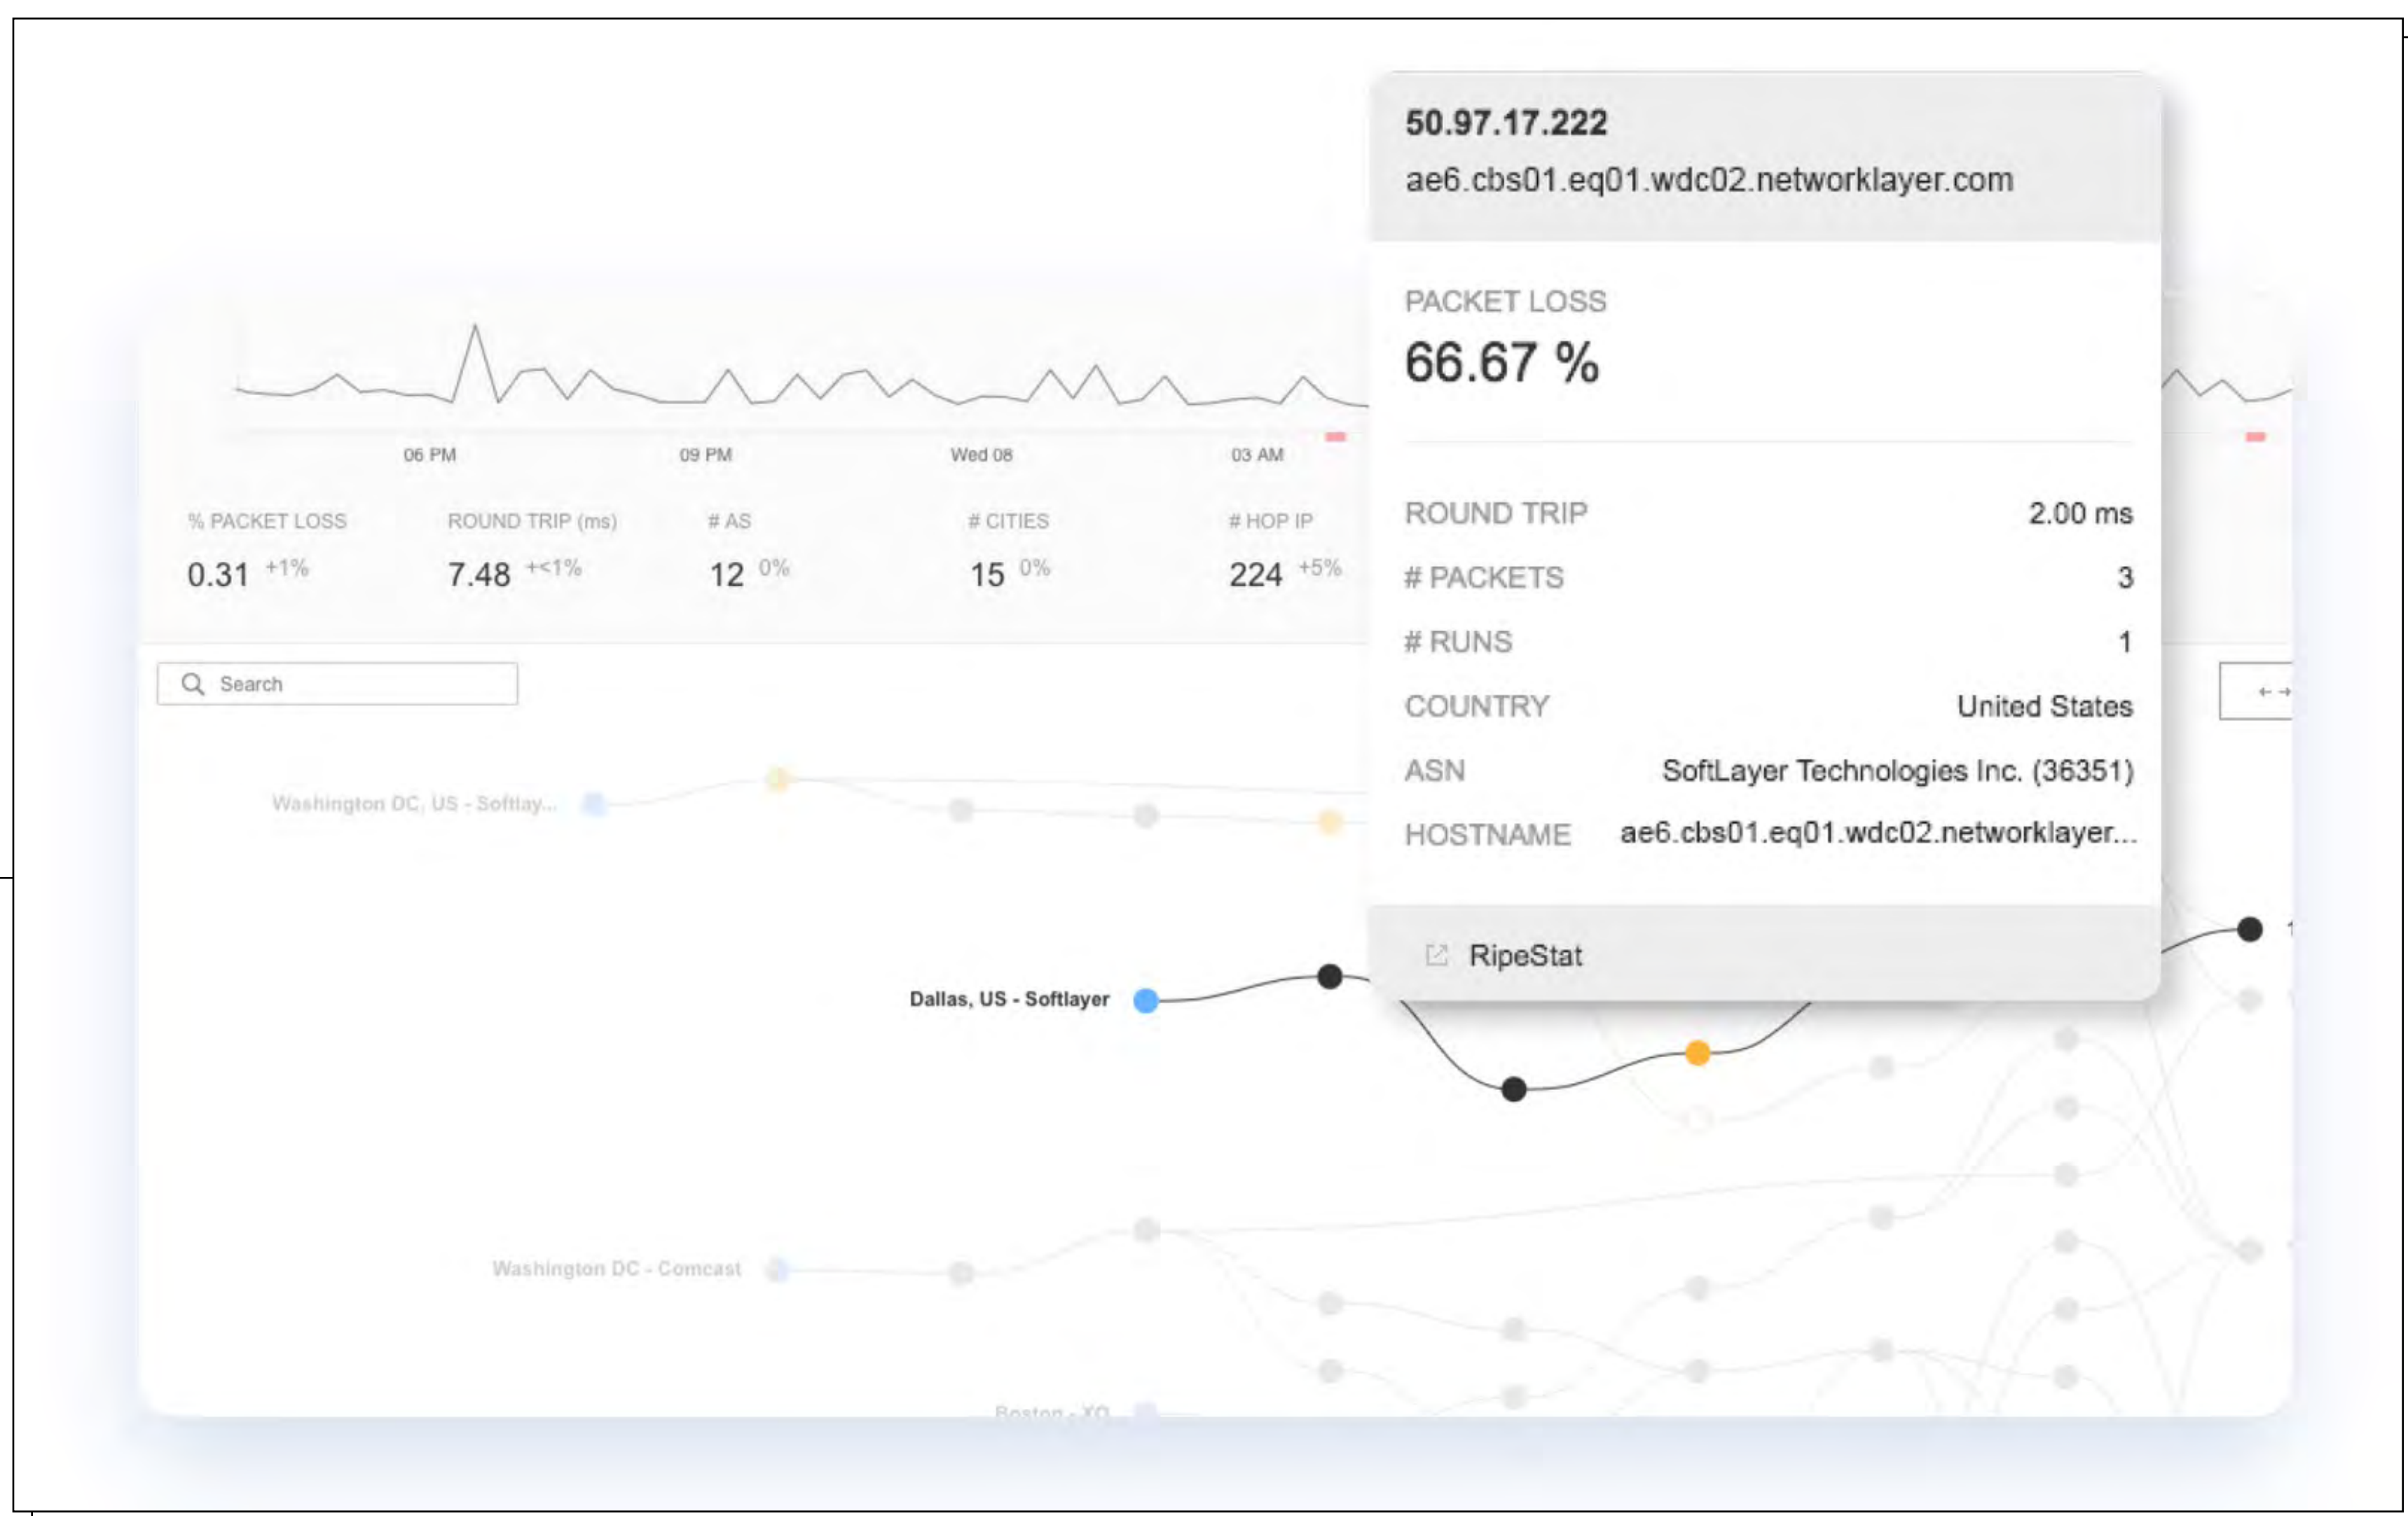 50.97.17.222
ae6.cbs01.eq01.wdc02.networklayer.com
PACKET LOSS
66.67 %
06 PM 09 PM Wed 08 03 AM
% PACKET LOSS ROUND TRIP (ms) # AS # CITIES # HOP IP
0.31 +1% 7.48 +<1% 12 0% 15 0% 224 +5%
ROUND TRIP 2.00 ms
# PACKETS 3
# RUNS 1
COUNTRY United States
ASN SoftLayer Technologies Inc. (36351)
HOSTNAME ae6.cbs01.eq01.wdc02.networklayer...
RipeStat
Search
Washington DC, US - Softlay...
Dallas, US - Softlayer
Washington DC - Comcast
Boston - XO